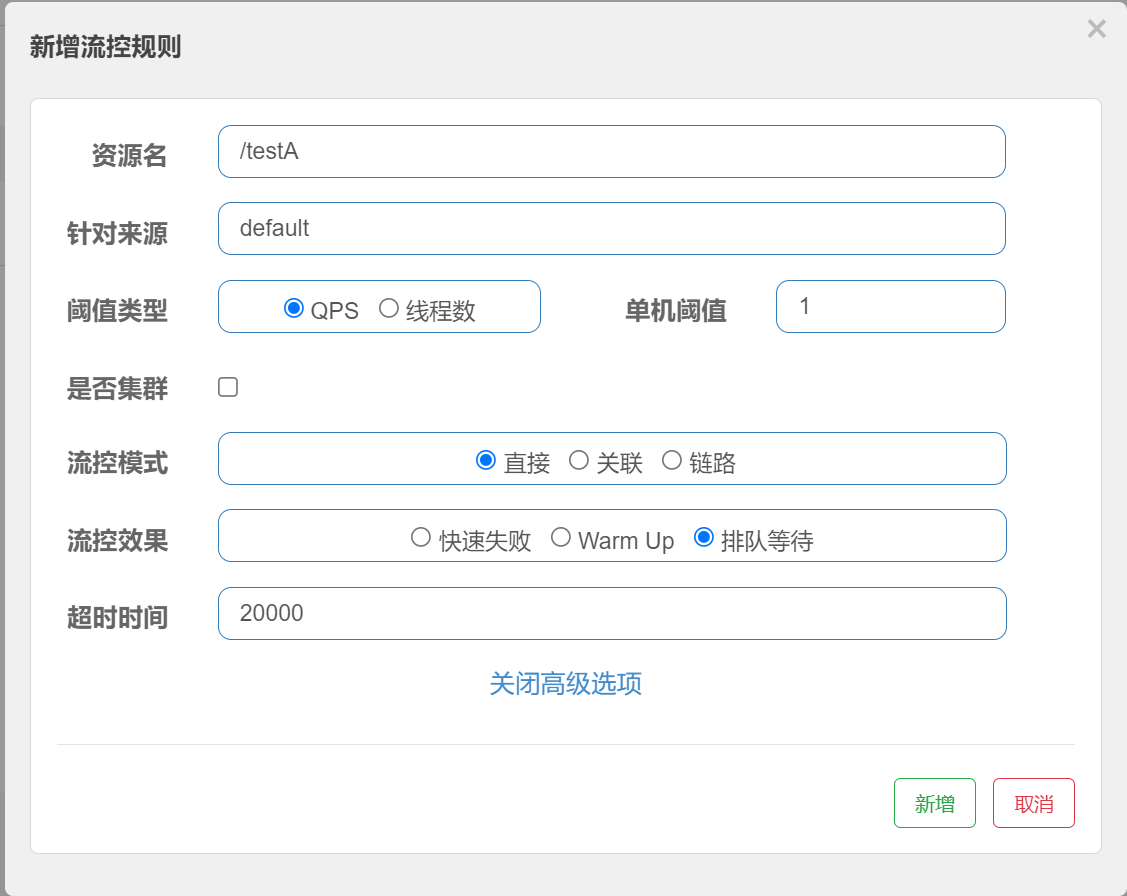 新增流控规则 ×
资源名 /testA
针对来源 default
阈值类型 QPS 线程数 单机阈值 1
是否集群
流控模式 直接 关联 链路
流控效果 快速失败 Warm Up 排队等待
超时时间 20000
关闭高级选项
新增 取消